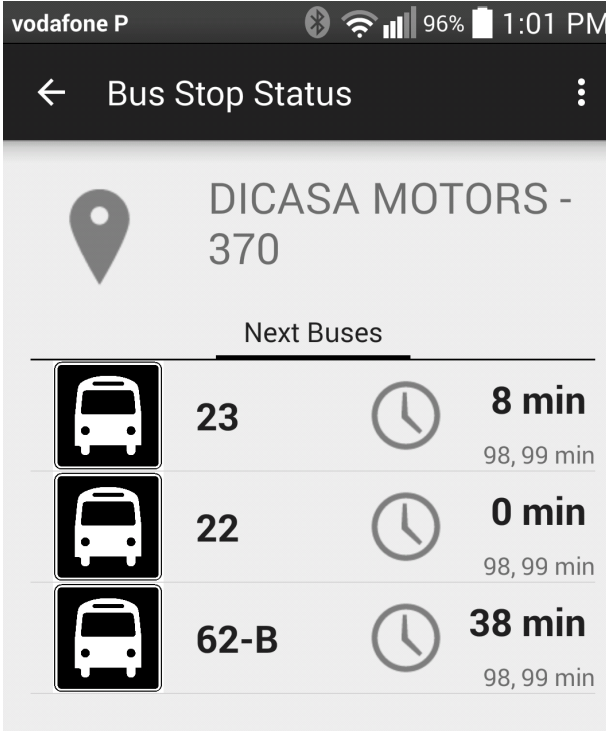 vodafone P 96% 1:01 PM
Bus Stop Status
DICASA MOTORS -
370
Next Buses
23 8 min
98, 99 min
22 0 min
98, 99 min
62-B 38 min
98, 99 min